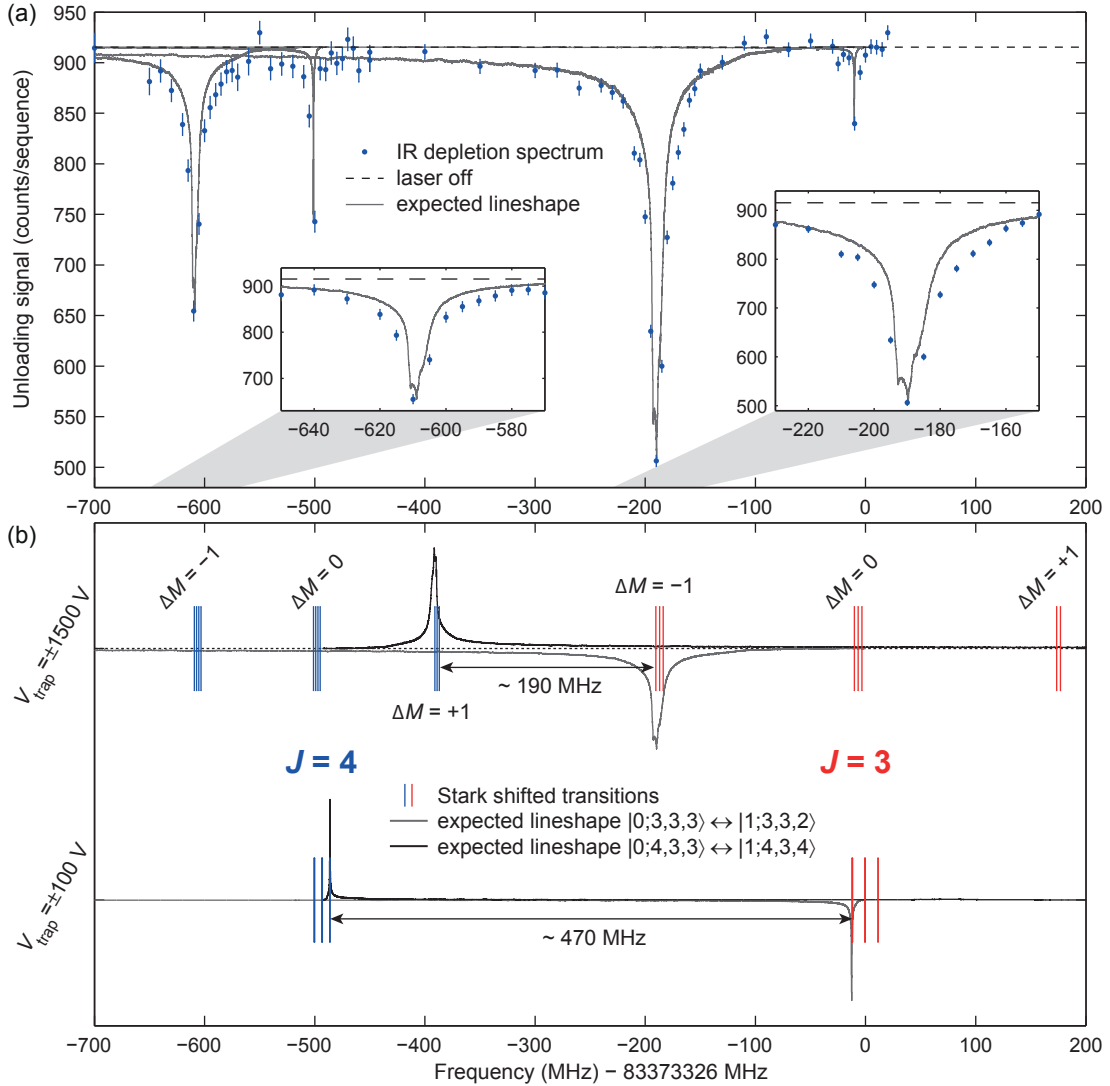 (a)
950
900
850
800
750
700
650
600
550
500
Unloading signal (counts/sequence)
IR depletion spectrum
laser off
expected lineshape
900
800
700
−640
−620
−600
−580
900
800
700
600
500
−220
−200
−180
−160
−700
−600
−500
−400
−300
−200
−100
0
100
200
(b)
V_trap =±1500 V
ΔM = −1
ΔM = 0
ΔM = −1
ΔM = 0
ΔM = +1
~ 190 MHz
ΔM = +1
J = 4
J = 3
Stark shifted transitions
expected lineshape |0;3,3,3⟩ ↔ |1;3,3,2⟩
expected lineshape |0;4,3,3⟩ ↔ |1;4,3,4⟩
V_trap =±100 V
~ 470 MHz
−700
−600
−500
−400
−300
−200
−100
0
100
200
Frequency (MHz) − 83373326 MHz